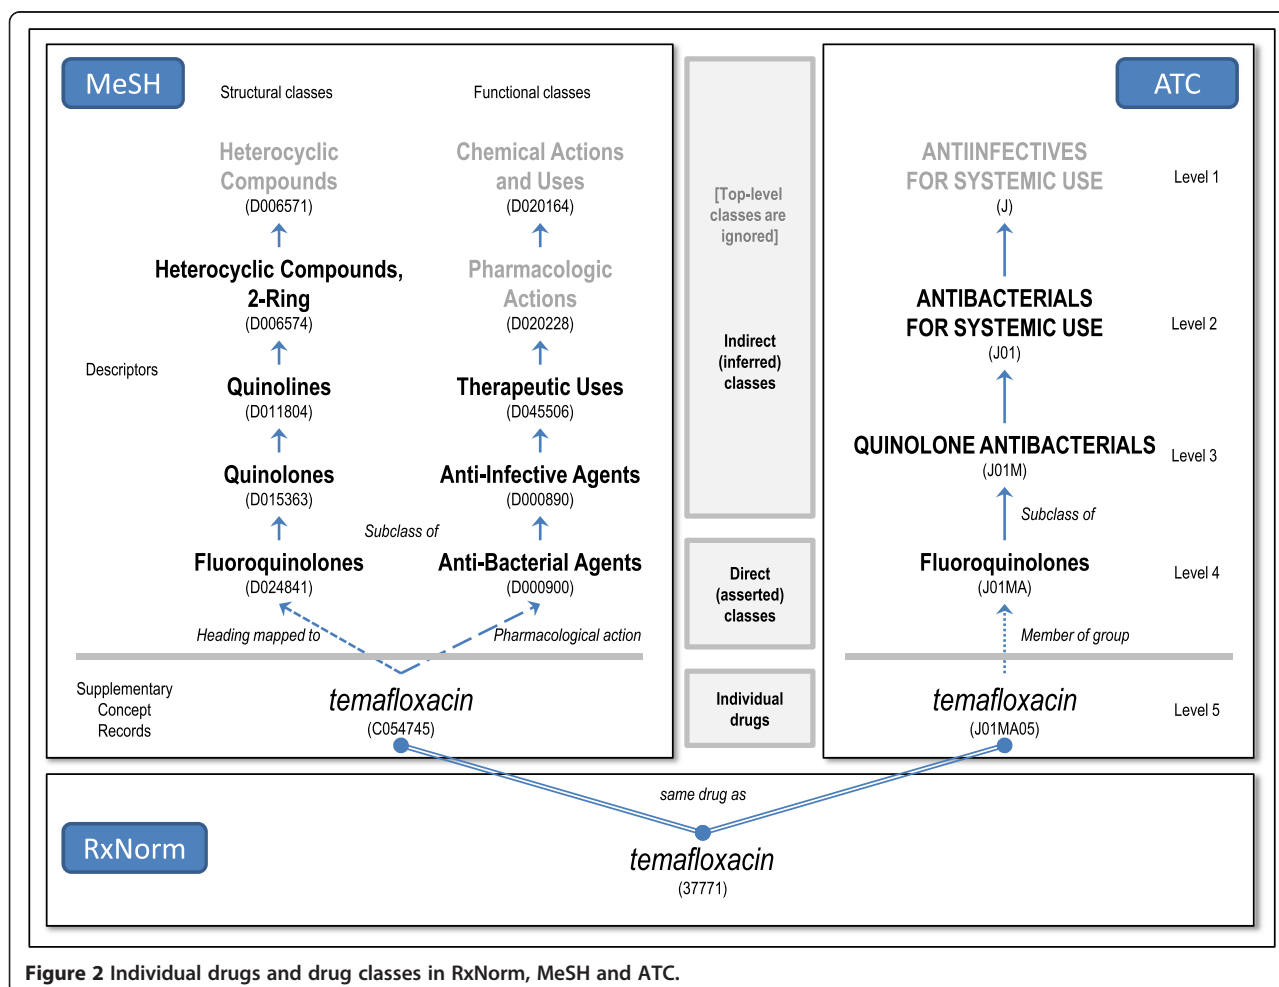 MeSH
Structural classes
Functional classes
Heterocyclic
Compounds
(D006571)
Chemical Actions
and Uses
(D020164)
Heterocyclic Compounds,
2-Ring
(D006574)
Pharmacologic
Actions
(D020228)
Descriptors
Quinolines
(D011804)
Therapeutic Uses
(D045506)
Quinolones
(D015363)
Anti-Infective Agents
(D000890)
Subclass of
Fluoroquinolones
(D024841)
Anti-Bacterial Agents
(D000900)
Heading mapped to
Pharmacological action
Supplementary
Concept
Records
temafloxacin
(C054745)
[Top-level
classes are
ignored]
Indirect
(inferred)
classes
Direct
(asserted)
classes
Individual
drugs
ATC
ANTIINFECTIVES
FOR SYSTEMIC USE
(J)
Level 1
ANTIBACTERIALS
FOR SYSTEMIC USE
(J01)
Level 2
QUINOLONE ANTIBACTERIALS
(J01M)
Level 3
Subclass of
Fluoroquinolones
(J01MA)
Level 4
Member of group
temafloxacin
(J01MA05)
Level 5
same drug as
RxNorm
temafloxacin
(37771)
Figure 2 Individual drugs and drug classes in RxNorm, MeSH and ATC.